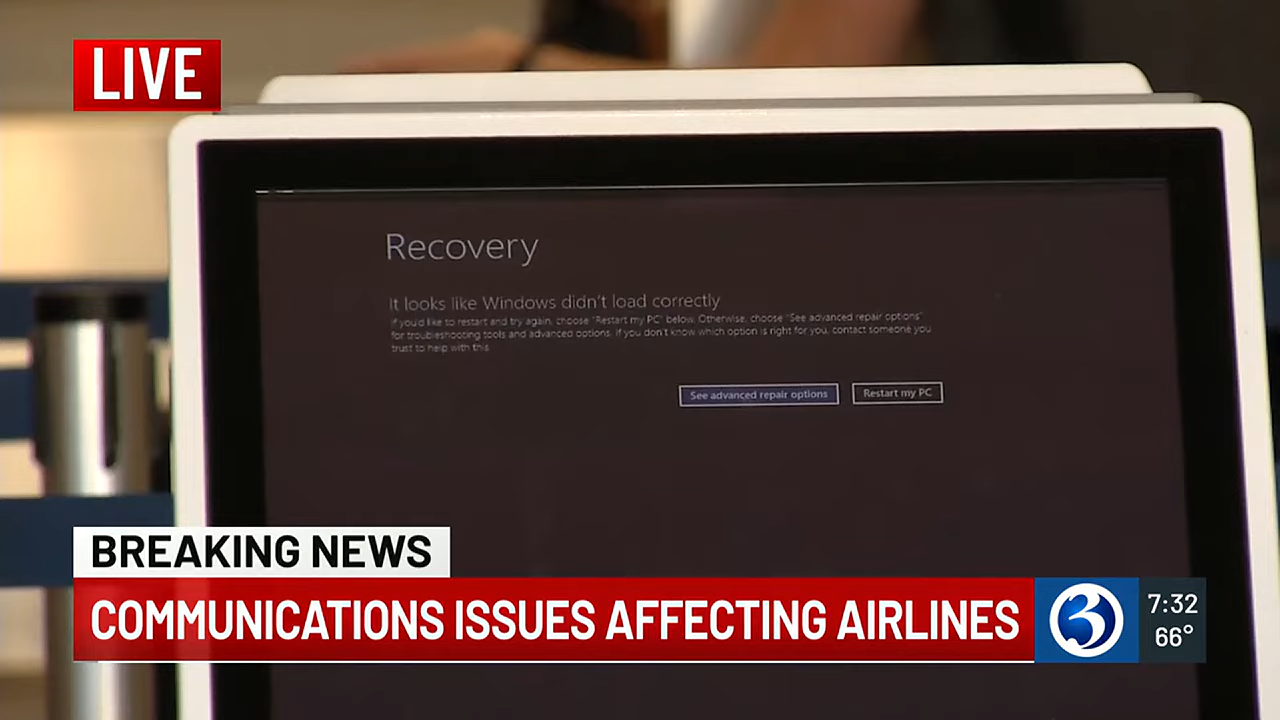 LIVE
Recovery
It looks like Windows didn't load correctly
If you'd like to restart and try again, choose "Restart my PC" below. Otherwise, choose "See advanced repair options"
for troubleshooting tools and advanced options. If you don't know which option is right for you, contact someone you
trust to help with this.
See advanced repair options
Restart my PC
BREAKING NEWS
COMMUNICATIONS ISSUES AFFECTING AIRLINES
3
7:32
66°